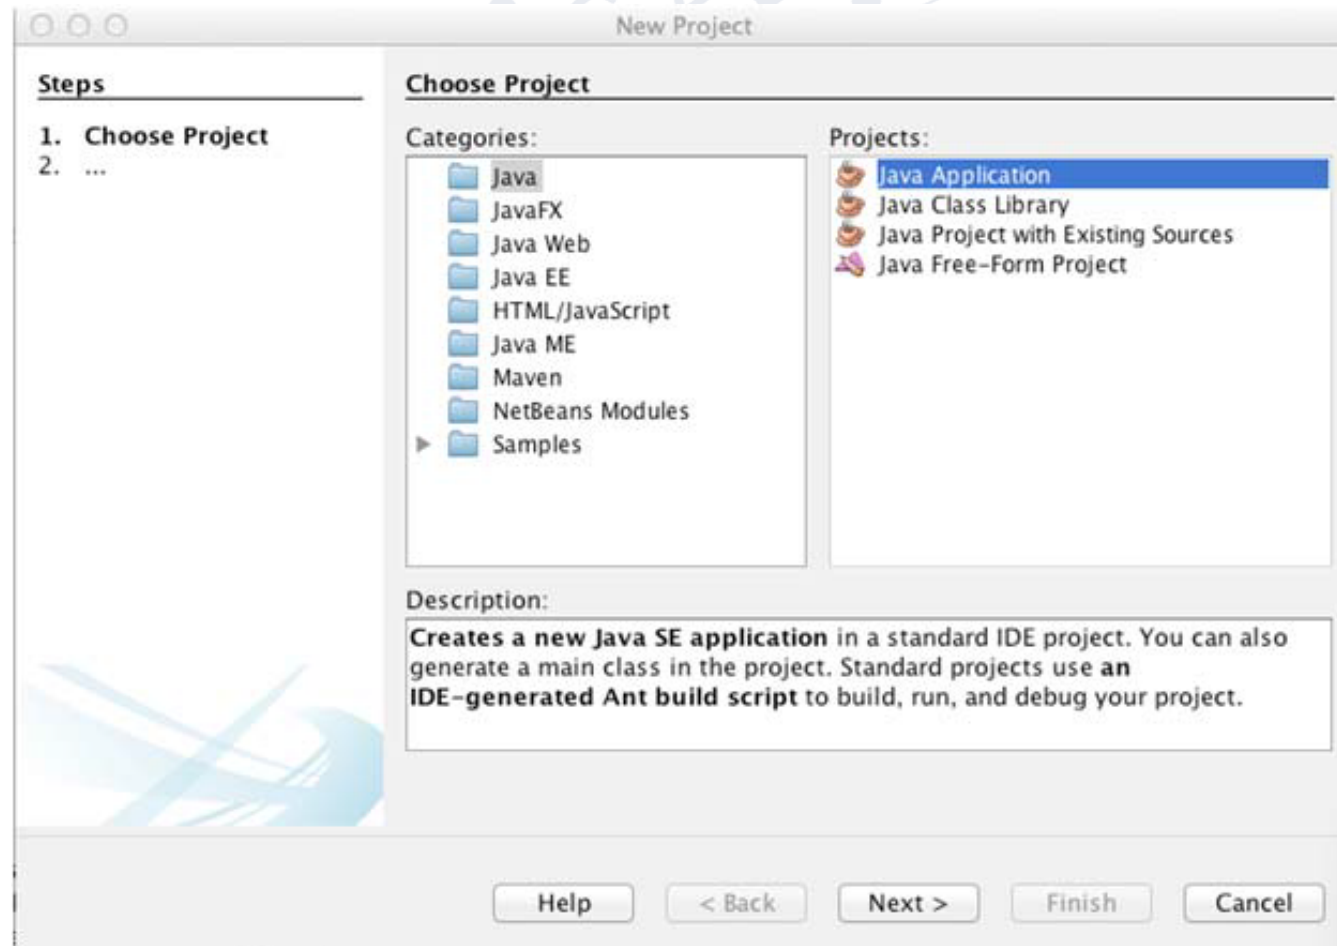 New Project
Steps
1. Choose Project
2. ...
Choose Project
Categories:
Java
JavaFX
Java Web
Java EE
HTML/JavaScript
Java ME
Maven
NetBeans Modules
Samples
Projects:
Java Application
Java Class Library
Java Project with Existing Sources
Java Free-Form Project
Description:
Creates a new Java SE application in a standard IDE project. You can also
generate a main class in the project. Standard projects use an
IDE-generated Ant build script to build, run, and debug your project.
Help
< Back
Next >
Finish
Cancel